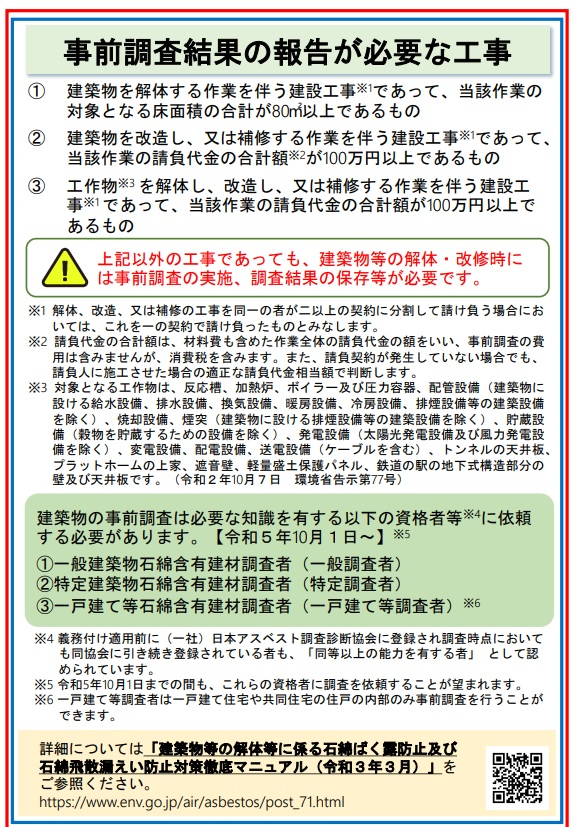 事前調査結果の報告が必要な工事
① 建築物を解体する作業を伴う建設工事※1であって、当該作業の
対象となる床面積の合計が80㎡以上であるもの
② 建築物を改造し、又は補修する作業を伴う建設工事※1であって、
当該作業の請負代金の合計額※2が100万円以上であるもの
③ 工作物※3を解体し、改造し、又は補修する作業を伴う建設工
事※1であって、当該作業の請負代金の合計額が100万円以上で
あるもの
上記以外の工事であっても、建築物等の解体・改修時に
は事前調査の実施、調査結果の保存等が必要です。
※1 解体、改造、又は補修の工事を同一の者が二以上の契約に分割して請け負う場合にお
いては、これを一の契約で請け負ったものとみなします。
※2 請負代金の合計額は、材料費も含めた作業全体の請負代金の額をいい、事前調査の費
用は含みませんが、消費税を含みます。また、請負契約が発生していない場合でも、
請負人に施工させた場合の適正な請負代金相当額で判断します。
※3 対象となる工作物は、反応槽、加熱炉、ボイラー及び圧力容器、配管設備（建築物に
設ける給水設備、排水設備、換気設備、暖房設備、冷房設備、排煙設備等の建築設備
を除く）、焼却設備、煙突（建築物に設ける排煙設備等の建築設備を除く）、貯蔵設
備（穀物を貯蔵するための設備を除く）、発電設備（太陽光発電設備及び風力発電設
備を除く）、変電設備、配電設備、送電設備（ケーブルを含む）、トンネルの天井板、
プラットホームの上家、遮音壁、軽量盛土保護パネル、鉄道の駅の地下式構造部分の
壁及び天井板です。（令和２年10月７日 環境省告示第77号）
建築物の事前調査は必要な知識を有する以下の資格者等※4に依頼
する必要があります。【令和５年10月１日～】※5
①一般建築物石綿含有建材調査者（一般調査者）
②特定建築物石綿含有建材調査者（特定調査者）
③一戸建て等石綿含有建材調査者（一戸建て等調査者）※6
※4 義務付け適用前に（一社）日本アスベスト調査診断協会に登録され調査時点において
も同協会に引き続き登録されている者も、「同等以上の能力を有する者」 として認
められています。
※5 令和5年10月1日までの間も、これらの資格者に調査を依頼することが望まれます。
※6 一戸建て等調査者は一戸建て住宅や共同住宅の住戸の内部のみ事前調査を行うことが
できます。
詳細については「建築物等の解体等に係る石綿ばく露防止及び
石綿飛散漏えい防止対策徹底マニュアル（令和３年３月）」を
ご参照ください。
https://www.env.go.jp/air/asbestos/post_71.html